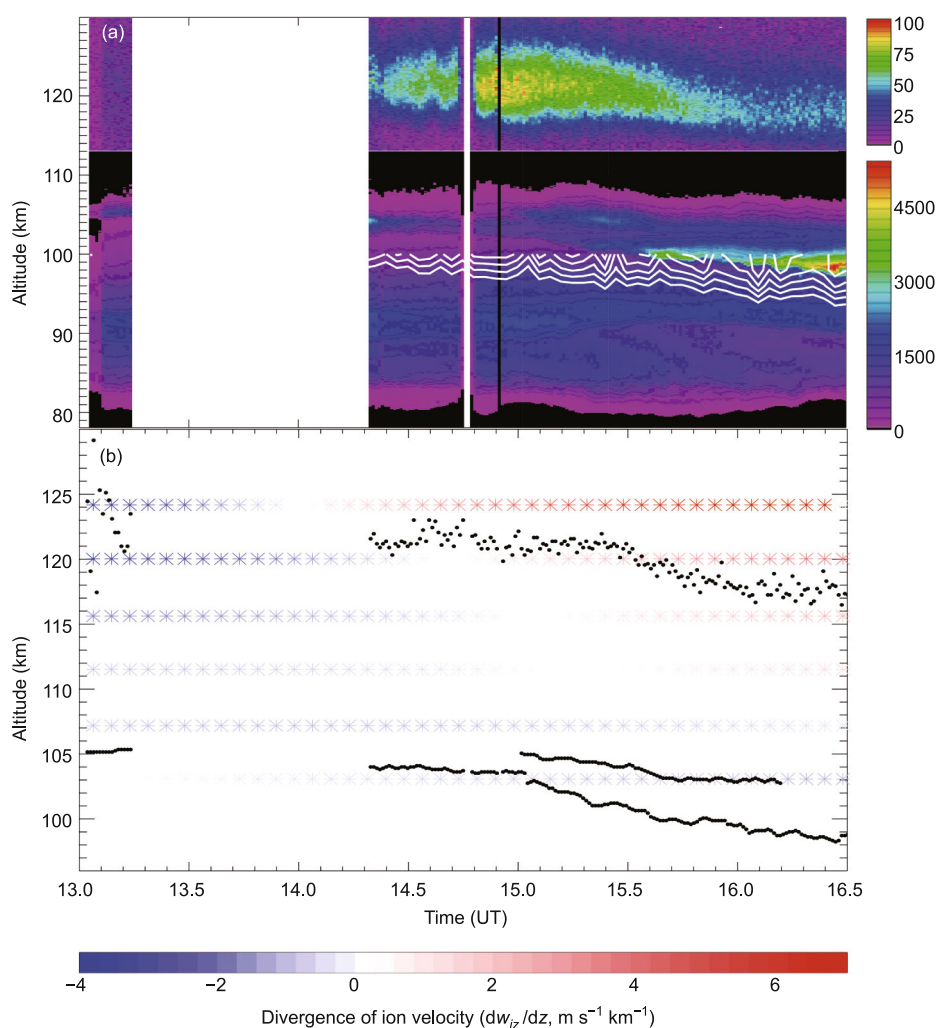 (a)
100
75
50
25
0
120
110
100
90
80
Altitude (km)
4500
3000
1500
0
(b)
125
120
115
110
105
100
Altitude (km)
13.0 13.5 14.0 14.5 15.0 15.5 16.0 16.5
Time (UT)
−4 −2 0 2 4 6
Divergence of ion velocity (dw_iz/dz, m s⁻¹ km⁻¹)